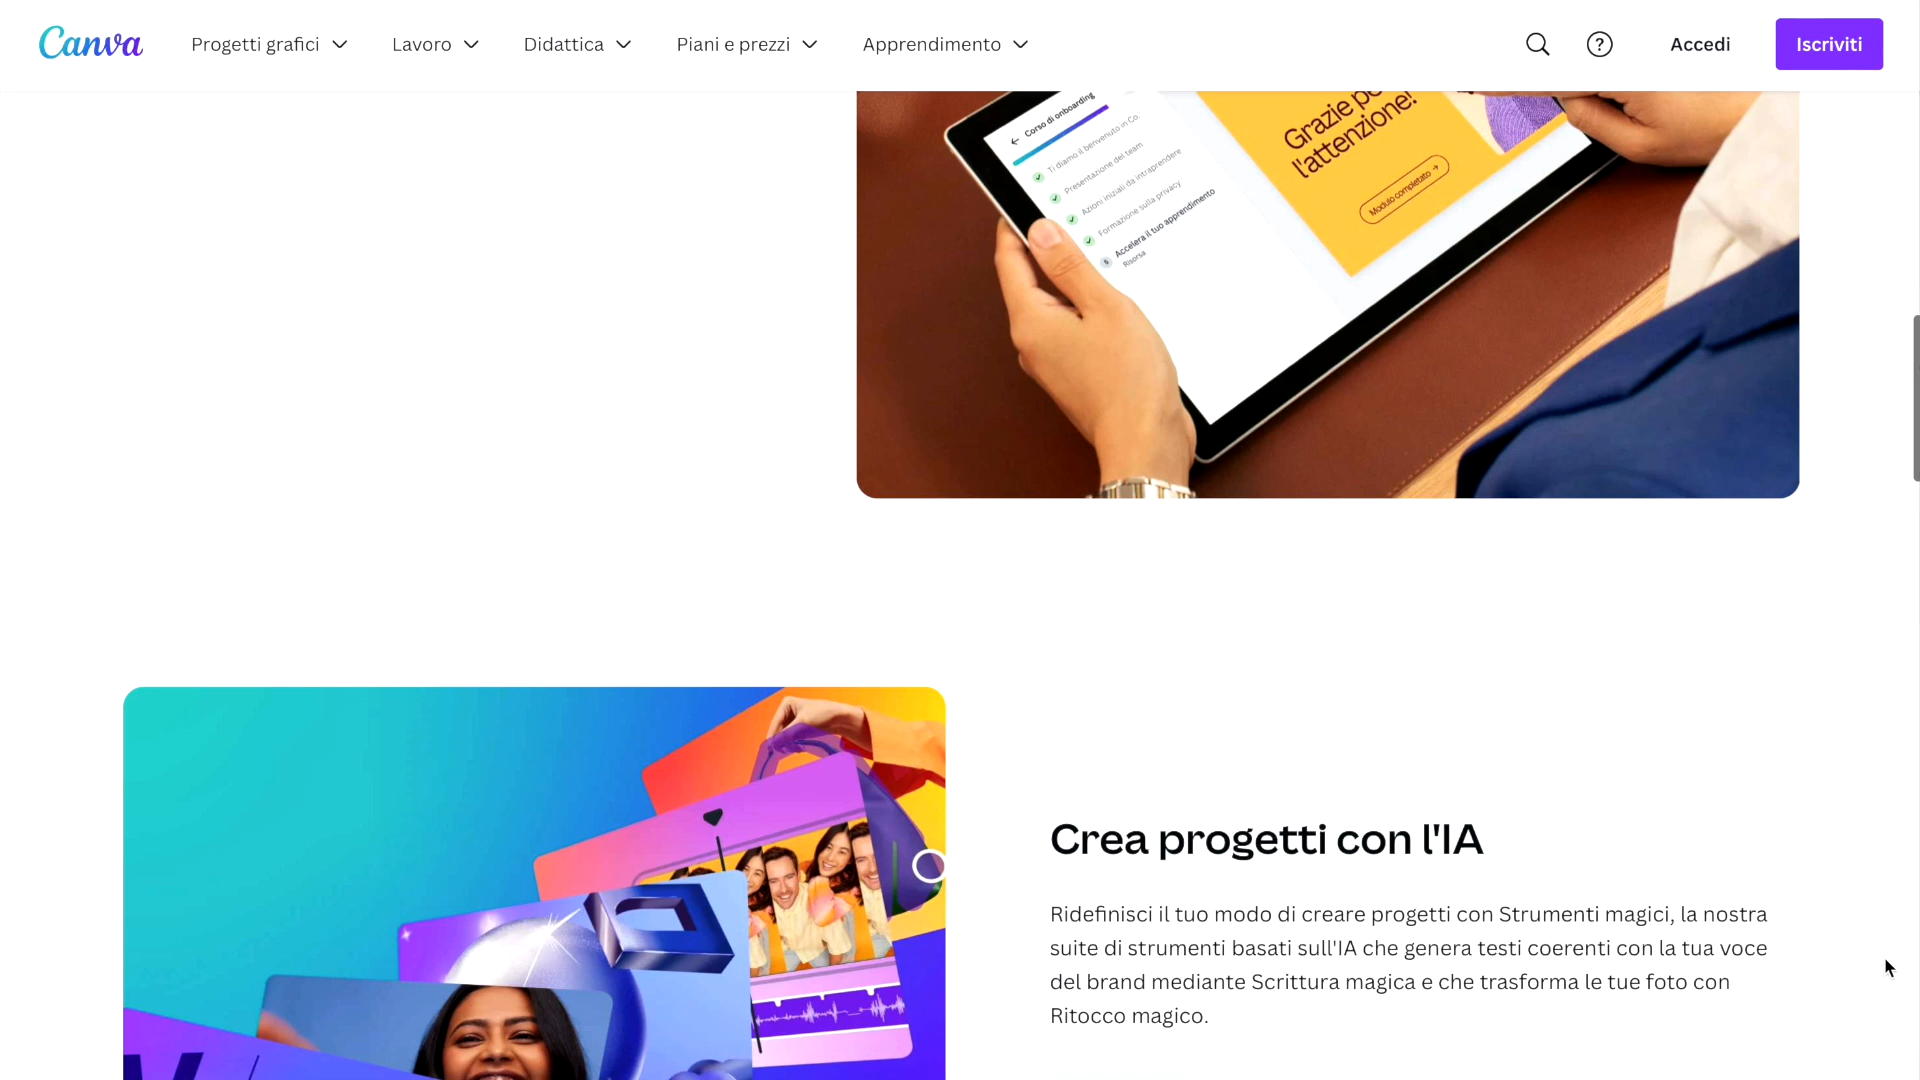 Canva
Progetti grafici
Lavoro
Didattica
Piani e prezzi
Apprendimento
?
Accedi
Iscriviti
Corso di onboarding
Ti diamo il benvenuto in Co.
Presentazione del team
Azioni iniziali da intraprendere
Formazione sulla privacy
5
Accelera il tuo apprendimento
Risorsa
Grazie pe
l'attenzione!
Modulo completato →
Crea progetti con l'IA
Ridefinisci il tuo modo di creare progetti con Strumenti magici, la nostra
suite di strumenti basati sull'IA che genera testi coerenti con la tua voce
del brand mediante Scrittura magica e che trasforma le tue foto con
Ritocco magico.